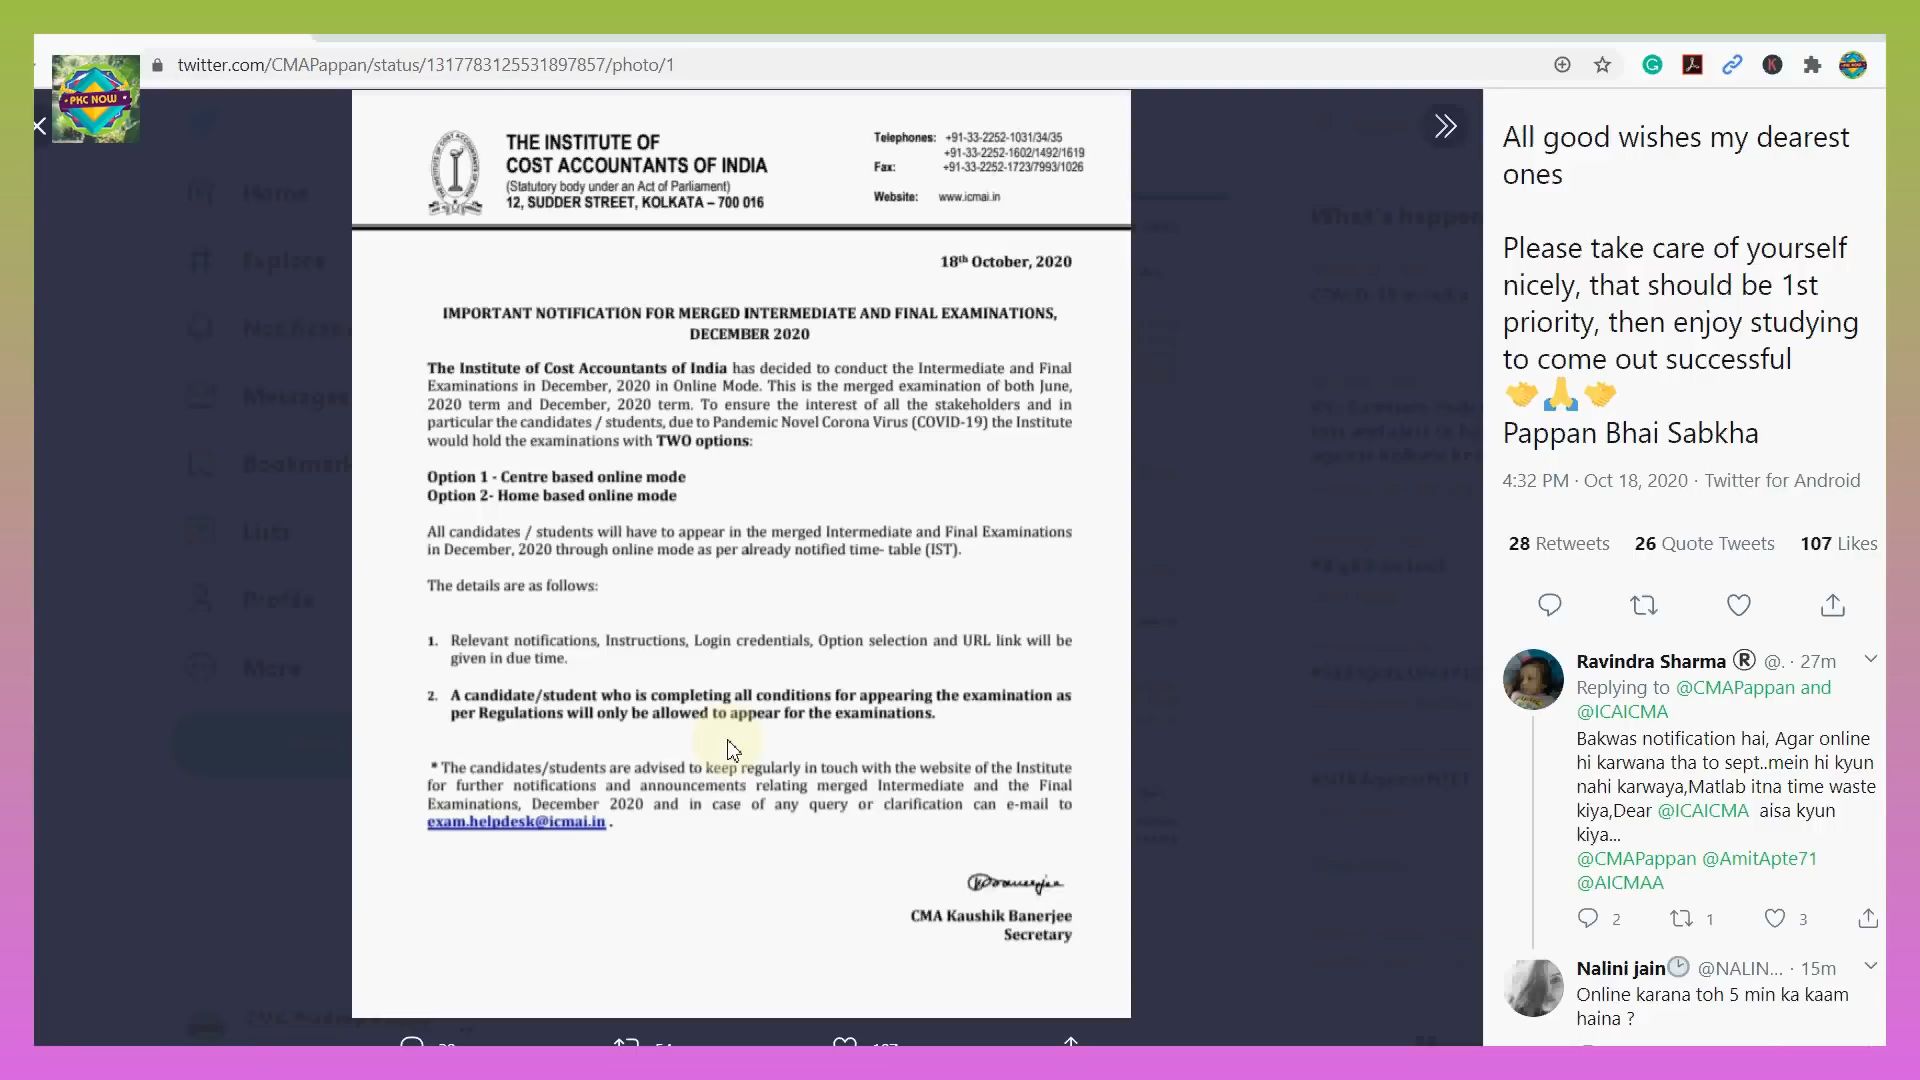 twitter.com/CMAPappan/status/1317783125531897857/photo/1
PKC NOW
THE INSTITUTE OF
COST ACCOUNTANTS OF INDIA
(Statutory body under an Act of Parliament)
12, SUDDER STREET, KOLKATA – 700 016
Telephones: +91-33-2252-1031/34/35
+91-33-2252-1602/1492/1619
Fax: +91-33-2252-1723/7993/1026
Website: www.icmai.in
18th October, 2020
IMPORTANT NOTIFICATION FOR MERGED INTERMEDIATE AND FINAL EXAMINATIONS,
DECEMBER 2020
The Institute of Cost Accountants of India has decided to conduct the Intermediate and Final
Examinations in December, 2020 in Online Mode. This is the merged examination of both June,
2020 term and December, 2020 term. To ensure the interest of all the stakeholders and in
particular the candidates / students, due to Pandemic Novel Corona Virus (COVID-19) the Institute
would hold the examinations with TWO options:
Option 1 - Centre based online mode
Option 2- Home based online mode
All candidates / students will have to appear in the merged Intermediate and Final Examinations
in December, 2020 through online mode as per already notified time- table (IST).
The details are as follows:
1. Relevant notifications, Instructions, Login credentials, Option selection and URL link will be
given in due time.
2. A candidate/student who is completing all conditions for appearing the examination as
per Regulations will only be allowed to appear for the examinations.
* The candidates/students are advised to keep regularly in touch with the website of the Institute
for further notifications and announcements relating merged Intermediate and the Final
Examinations, December 2020 and in case of any query or clarification can e-mail to
exam.helpdesk@icmai.in .
CMA Kaushik Banerjee
Secretary
Home
Explore
Messages
Lists
Profile
More
All good wishes my dearest
ones
Please take care of yourself
nicely, that should be 1st
priority, then enjoy studying
to come out successful
Pappan Bhai Sabkha
4:32 PM · Oct 18, 2020 · Twitter for Android
28 Retweets 26 Quote Tweets 107 Likes
Ravindra Sharma ® @. · 27m
Replying to @CMAPappan and
@ICAICMA
Bakwas notification hai, Agar online
hi karwana tha to sept..mein hi kyun
nahi karwaya,Matlab itna time waste
kiya,Dear @ICAICMA aisa kyun
kiya...
@CMAPappan @AmitApte71
@AICMAA
2 1 3
Nalini jain @NALIN... · 15m
Online karana toh 5 min ka kaam
haina ?